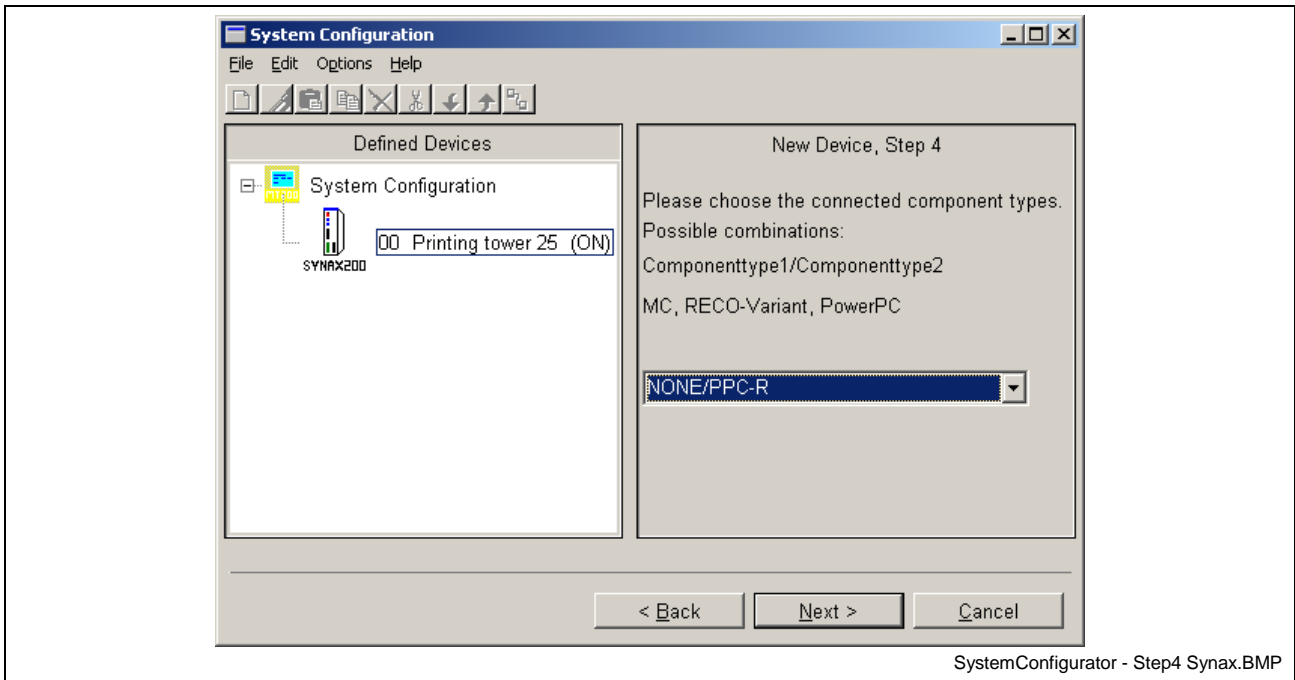 System Configuration
File Edit Options Help
Defined Devices
System Configuration
00 Printing tower 25 (ON)
SYNAX200
New Device, Step 4
Please choose the connected component types.
Possible combinations:
Componenttype1/Componenttype2
MC, RECO-Variant, PowerPC
NONE/PPC-R
< Back Next > Cancel
SystemConfigurator - Step4 Synax.BMP